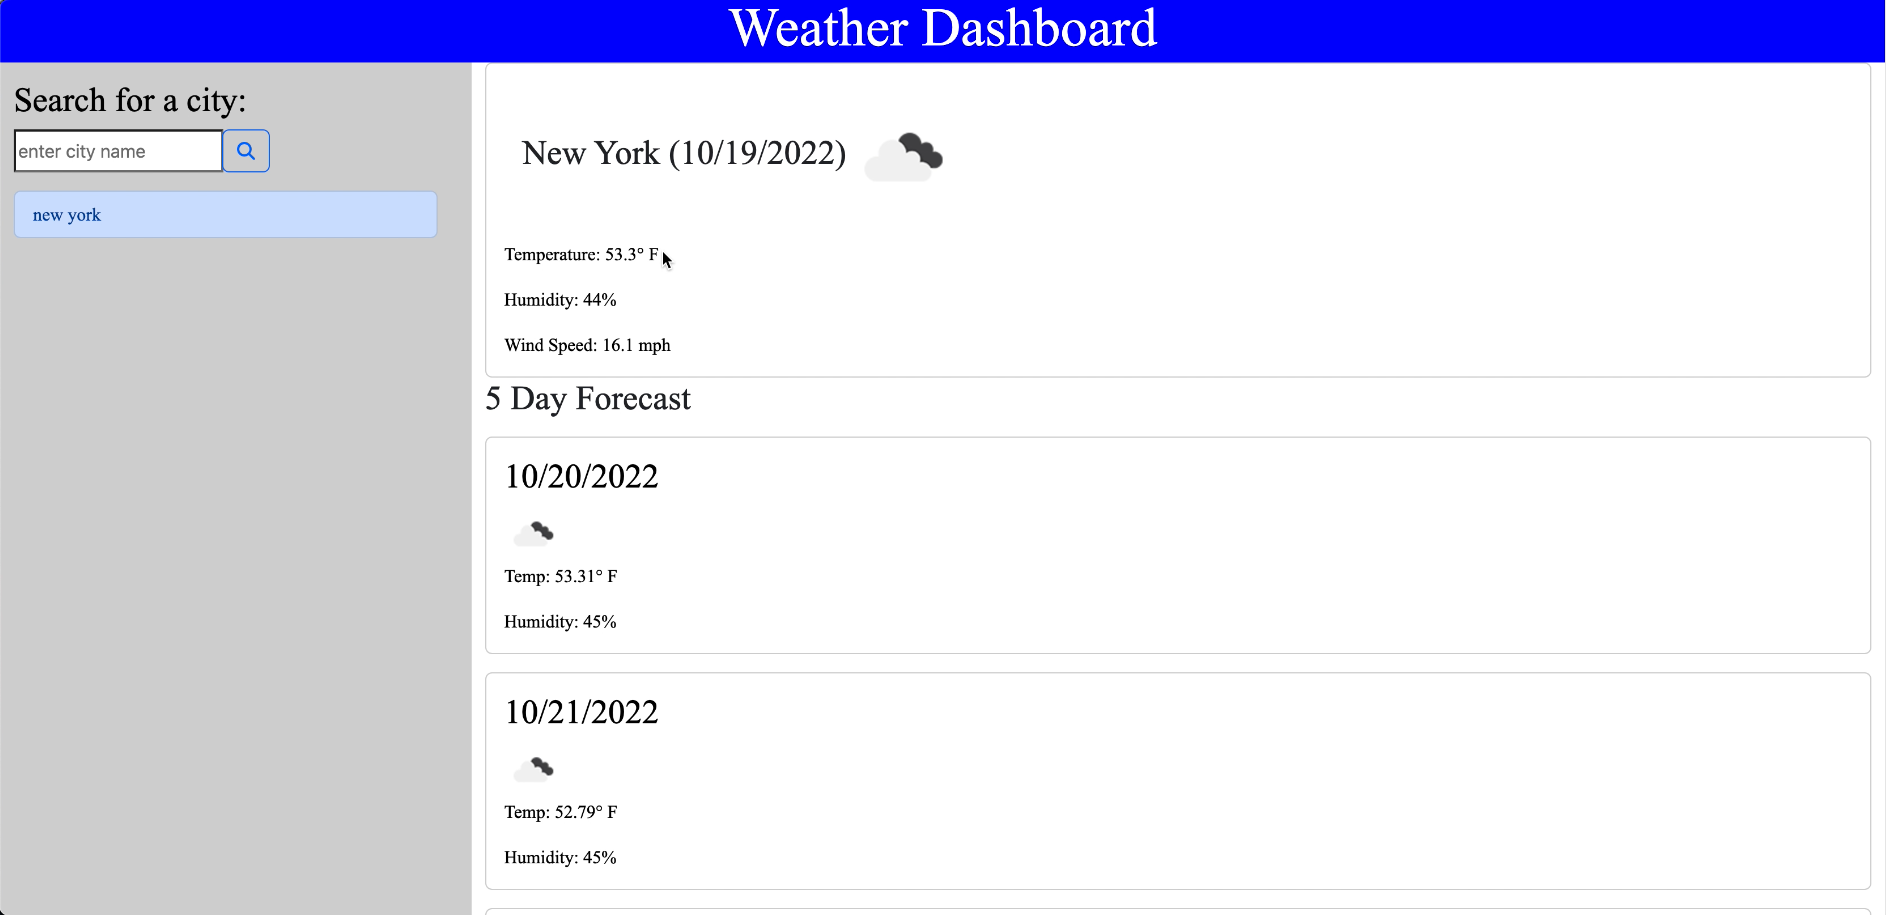 Weather Dashboard
Search for a city:
enter city name
new york
New York (10/19/2022)
Temperature: 53.3° F
Humidity: 44%
Wind Speed: 16.1 mph
5 Day Forecast
10/20/2022
Temp: 53.31° F
Humidity: 45%
10/21/2022
Temp: 52.79° F
Humidity: 45%